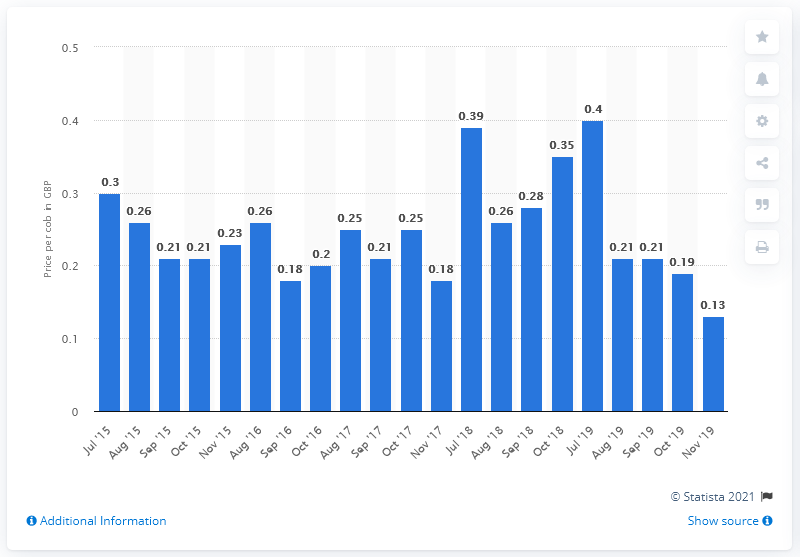 0.5
0.4
0.3
0.2
0.1
0
Price per cob in GBP
0.3
0.26
0.21
0.21
0.23
0.26
0.18
0.2
0.25
0.21
0.25
0.18
0.39
0.26
0.28
0.35
0.4
0.21
0.21
0.19
0.13
Jul '15
Aug '15
Sep '15
Oct '15
Nov '15
Aug '16
Sep '16
Oct '16
Aug '17
Sep '17
Oct '17
Nov '17
Jul '18
Aug '18
Sep '18
Oct '18
Jul '19
Aug '19
Sep '19
Oct '19
Nov '19
© Statista 2021
Additional Information
Show source